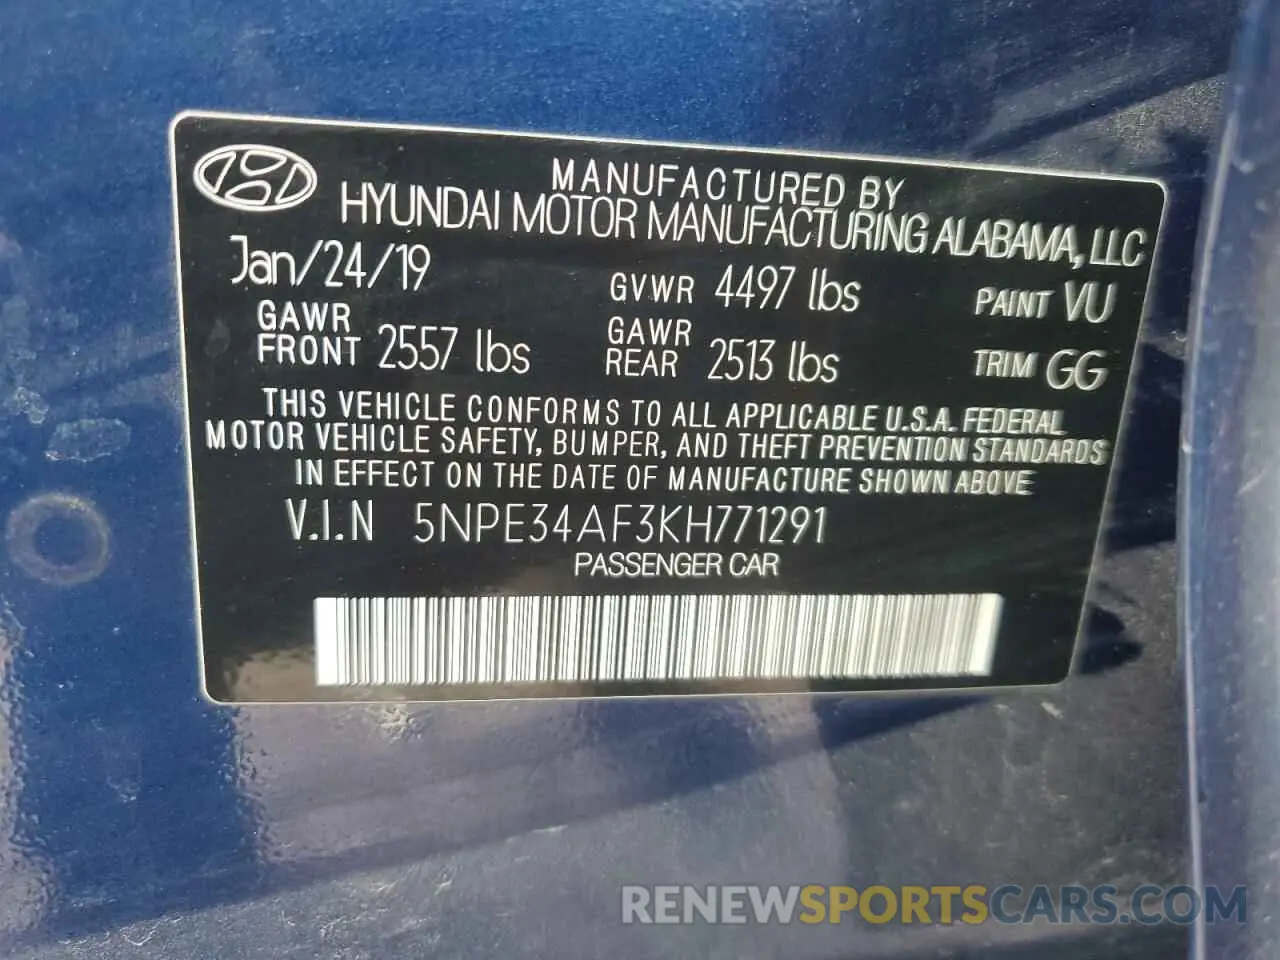 MANUFACTURED BY
HYUNDAI MOTOR MANUFACTURING ALABAMA, LLC
Jan/24/19 GVWR 4497 lbs PAINT VU
GAWR FRONT 2557 lbs GAWR REAR 2513 lbs TRIM GG
THIS VEHICLE CONFORMS TO ALL APPLICABLE U.S.A. FEDERAL
MOTOR VEHICLE SAFETY, BUMPER, AND THEFT PREVENTION STANDARDS
IN EFFECT ON THE DATE OF MANUFACTURE SHOWN ABOVE
V.I.N 5NPE34AF3KH771291
PASSENGER CAR
RENEWSPORTSCARS.COM